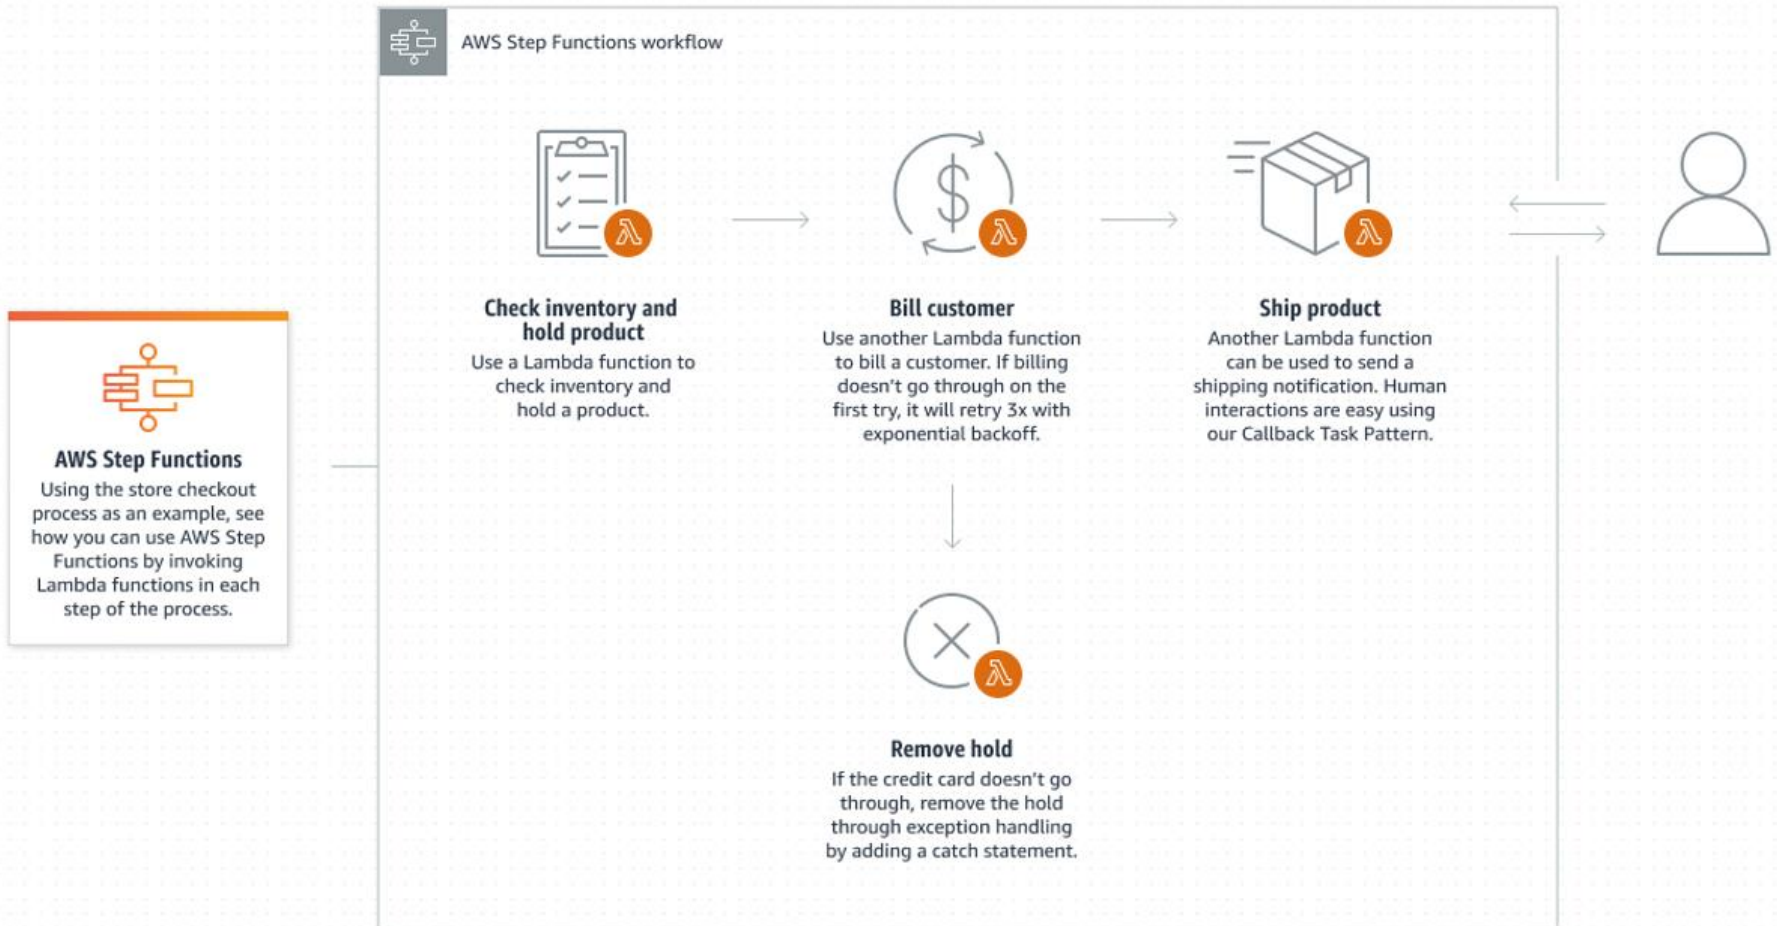 AWS Step Functions workflow
Check inventory and
hold product
Use a Lambda function to
check inventory and
hold a product.
Bill customer
Use another Lambda function
to bill a customer. If billing
doesn't go through on the
first try, it will retry 3x with
exponential backoff.
Ship product
Another Lambda function
can be used to send a
shipping notification. Human
interactions are easy using
our Callback Task Pattern.
AWS Step Functions
Using the store checkout
process as an example, see
how you can use AWS Step
Functions by invoking
Lambda functions in each
step of the process.
Remove hold
If the credit card doesn't go
through, remove the hold
through exception handling
by adding a catch statement.